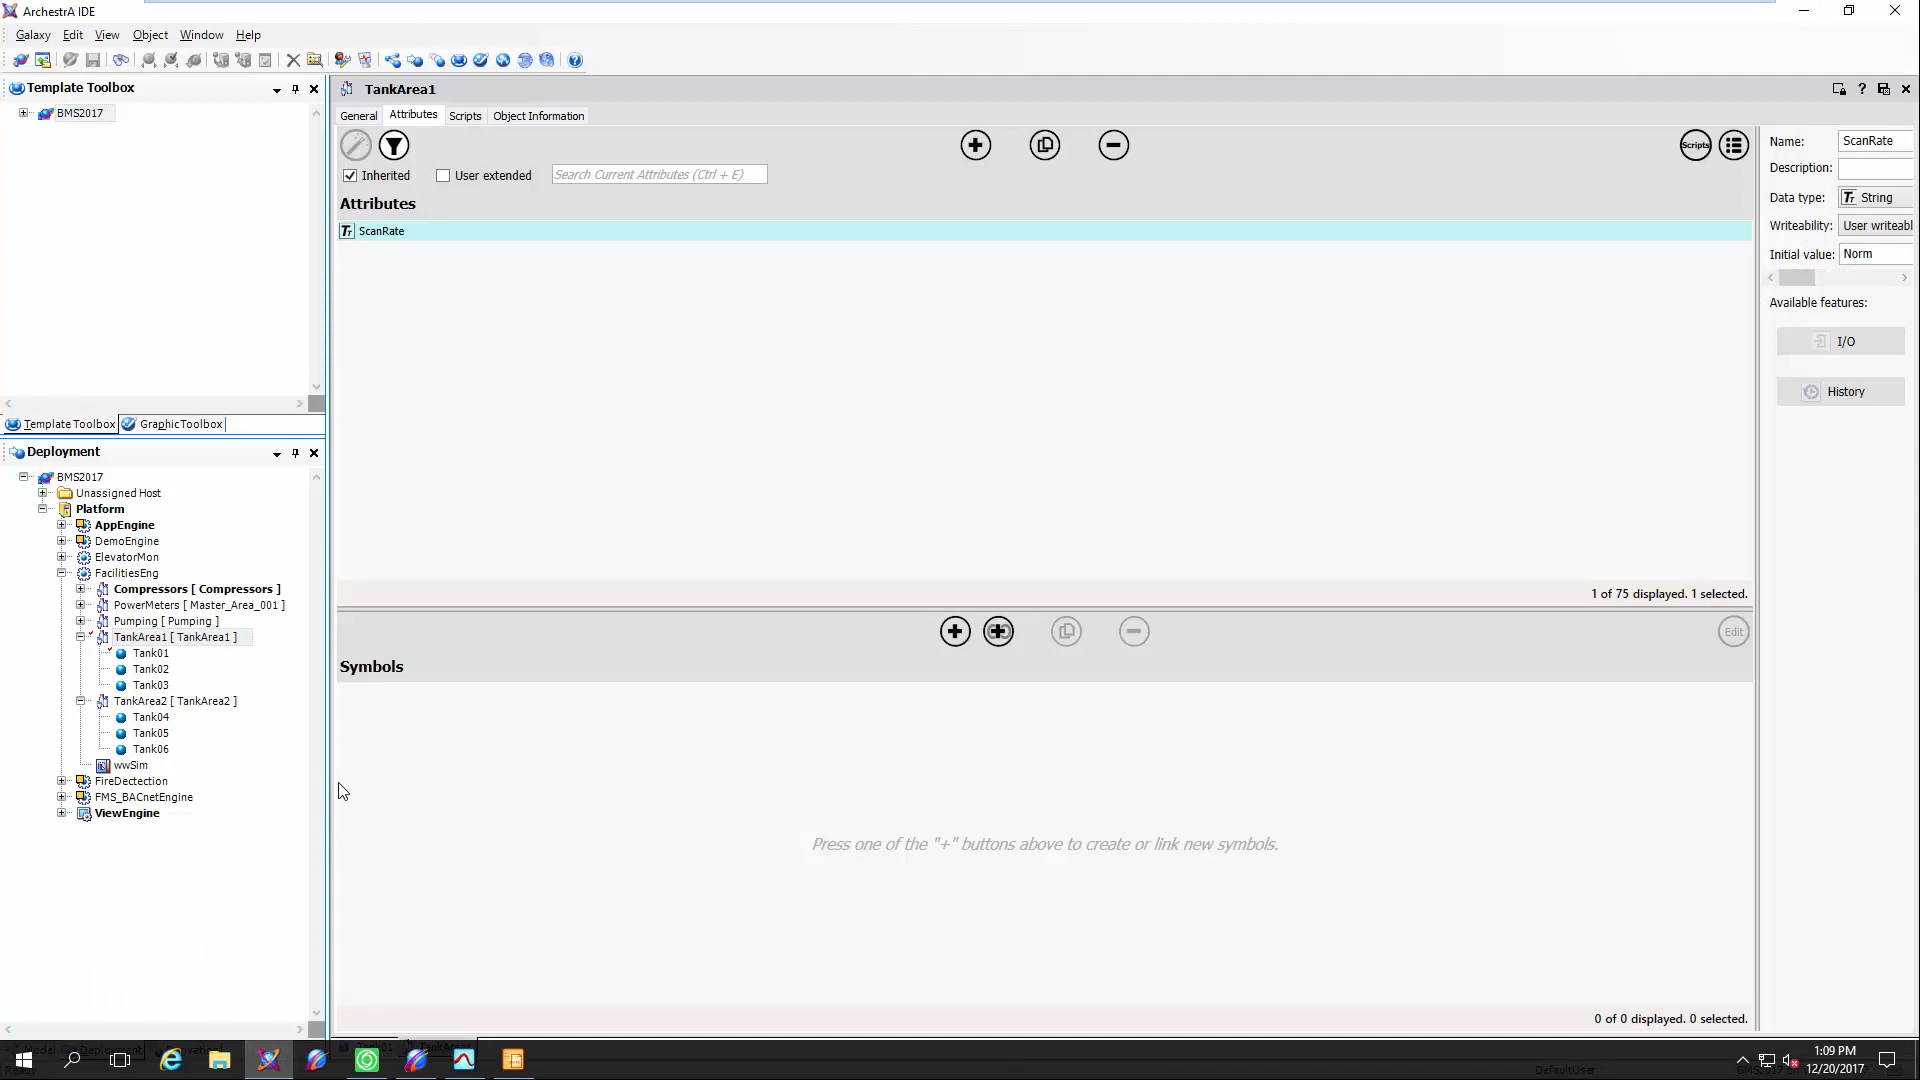 ArchestrA IDE
Galaxy Edit View Object Window Help
Template Toolbox
BMS2017
Template Toolbox GraphicToolbox
Deployment
BMS2017
Unassigned Host
Platform
AppEngine
DemoEngine
ElevatorMon
FacilitiesEng
Compressors [ Compressors ]
PowerMeters [ Master_Area_001 ]
Pumping [ Pumping ]
TankArea1 [ TankArea1 ]
Tank01
Tank02
Tank03
TankArea2 [ TankArea2 ]
Tank04
Tank05
Tank06
wwSim
FireDectection
FMS_BACnetEngine
ViewEngine
TankArea1
General Attributes Scripts Object Information
Scripts
Inherited User extended Search Current Attributes (Ctrl + E)
Attributes
ScanRate
1 of 75 displayed. 1 selected.
Edit
Symbols
Press one of the "+" buttons above to create or link new symbols.
0 of 0 displayed. 0 selected.
Name: ScanRate
Description:
Data type: String
Writeability: User writeabl
Initial value: Norm
Available features:
I/O
History
1:09 PM
12/20/2017
DefaultUser